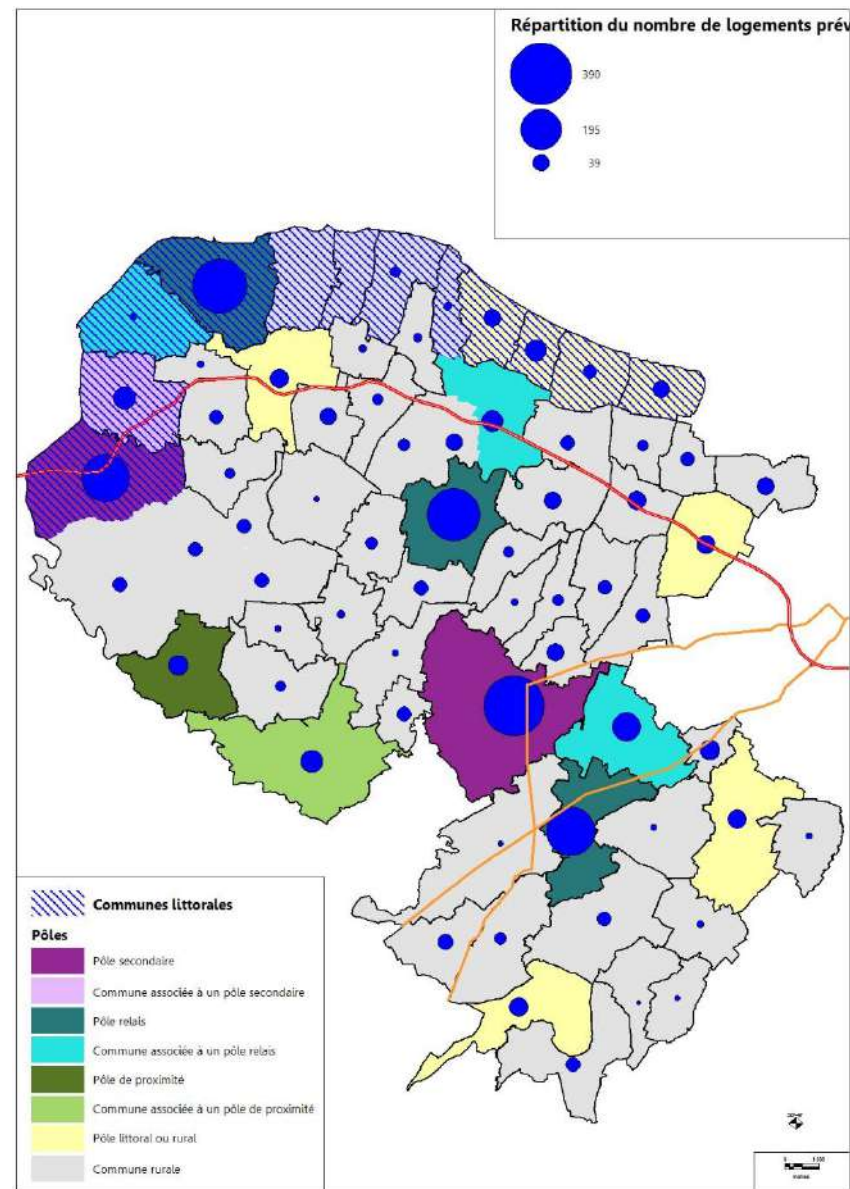 Répartition du nombre de logements prév
390
195
39
Communes littorales
Pôles
Pôle secondaire
Commune associée à un pôle secondaire
Pôle relais
Commune associée à un pôle relais
Pôle de proximité
Commune associée à un pôle de proximité
Pôle littoral ou rural
Commune rurale